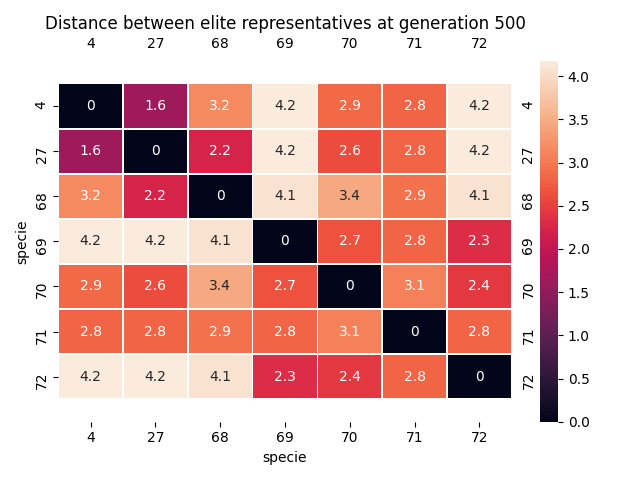 Distance between elite representatives at generation 500
4 27 68 69 70 71 72
4 0 1.6 3.2 4.2 2.9 2.8 4.2 4
27 1.6 0 2.2 4.2 2.6 2.8 4.2 27
68 3.2 2.2 0 4.1 3.4 2.9 4.1 68
69 4.2 4.2 4.1 0 2.7 2.8 2.3 69
70 2.9 2.6 3.4 2.7 0 3.1 2.4 70
71 2.8 2.8 2.9 2.8 3.1 0 2.8 71
72 4.2 4.2 4.1 2.3 2.4 2.8 0 72
4 27 68 69 70 71 72
specie
specie
4.0
3.5
3.0
2.5
2.0
1.5
1.0
0.5
0.0